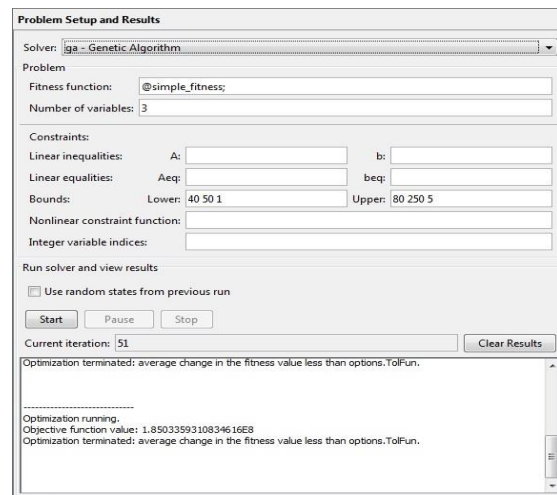 Problem Setup and Results
Solver: ga - Genetic Algorithm
Problem
Fitness function: @simple_fitness;
Number of variables: 3
Constraints:
Linear inequalities: A: b:
Linear equalities: Aeq: beq:
Bounds: Lower: 40 50 1 Upper: 80 250 5
Nonlinear constraint function:
Integer variable indices:
Run solver and view results
Use random states from previous run
Start Pause Stop
Current iteration: 51 Clear Results
Optimization terminated: average change in the fitness value less than options.TolFun.
-----------------------------
Optimization running.
Objective function value: 1.8503359310834616E8
Optimization terminated: average change in the fitness value less than options.TolFun.